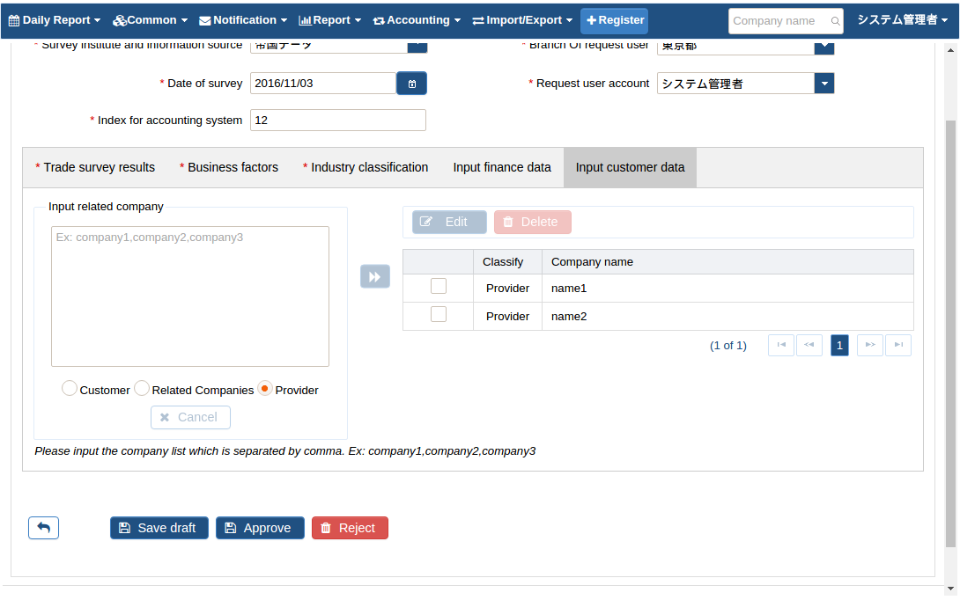 Daily Report Common Notification Report Accounting Import/Export Register Company name システム管理者
* Survey institute and information source 帝国データ * Branch Of request user 東京都
* Date of survey 2016/11/03 * Request user account システム管理者
* Index for accounting system 12
* Trade survey results * Business factors * Industry classification Input finance data Input customer data
Input related company
Ex: company1,company2,company3
Customer Related Companies Provider
Cancel
Edit Delete
Classify Company name
Provider name1
Provider name2
(1 of 1) 1
Please input the company list which is separated by comma. Ex: company1,company2,company3
Save draft Approve Reject